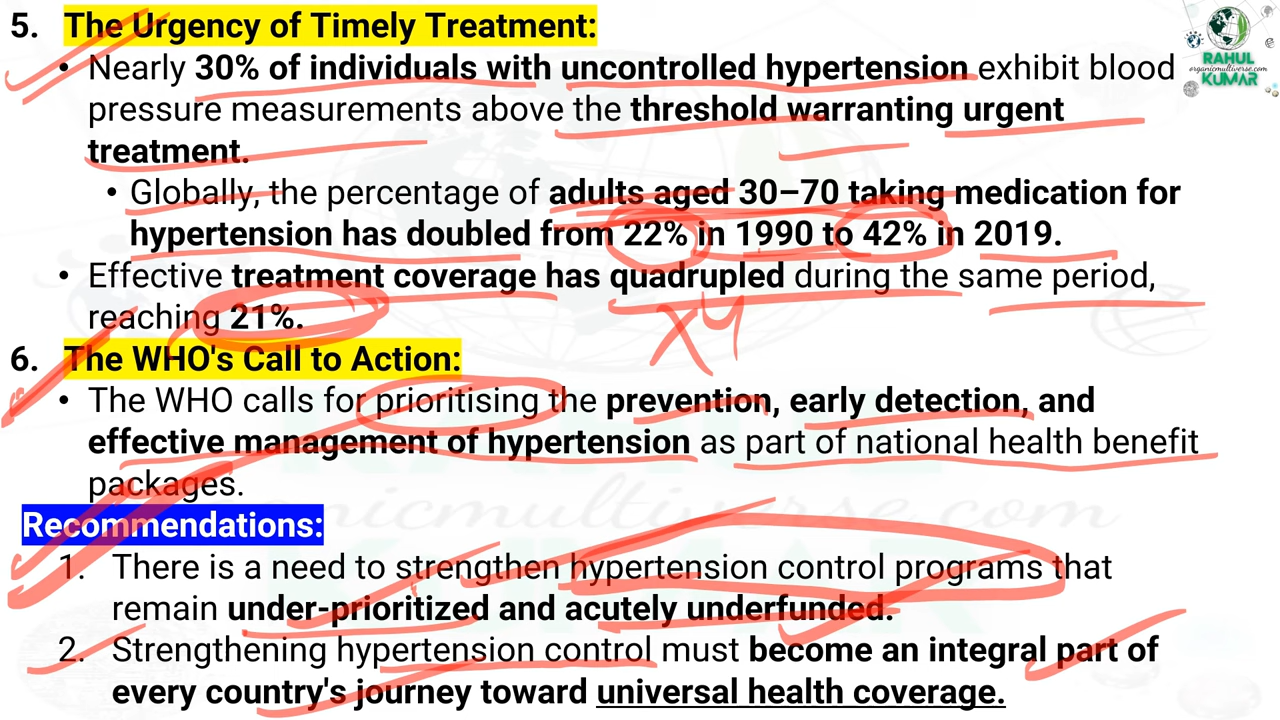 5. The Urgency of Timely Treatment:
• Nearly 30% of individuals with uncontrolled hypertension exhibit blood
pressure measurements above the threshold warranting urgent
treatment.
• Globally, the percentage of adults aged 30–70 taking medication for
hypertension has doubled from 22% in 1990 to 42% in 2019.
• Effective treatment coverage has quadrupled during the same period,
reaching 21%.
x4
6. The WHO's Call to Action:
• The WHO calls for prioritising the prevention, early detection, and
effective management of hypertension as part of national health benefit
packages.
Recommendations:
1. There is a need to strengthen hypertension control programs that
remain under-prioritized and acutely underfunded.
2. Strengthening hypertension control must become an integral part of
every country's journey toward universal health coverage.
RAHUL
organicmultiverse.com
KUMAR
RAHUL
organicmultiverse.com
KUMAR